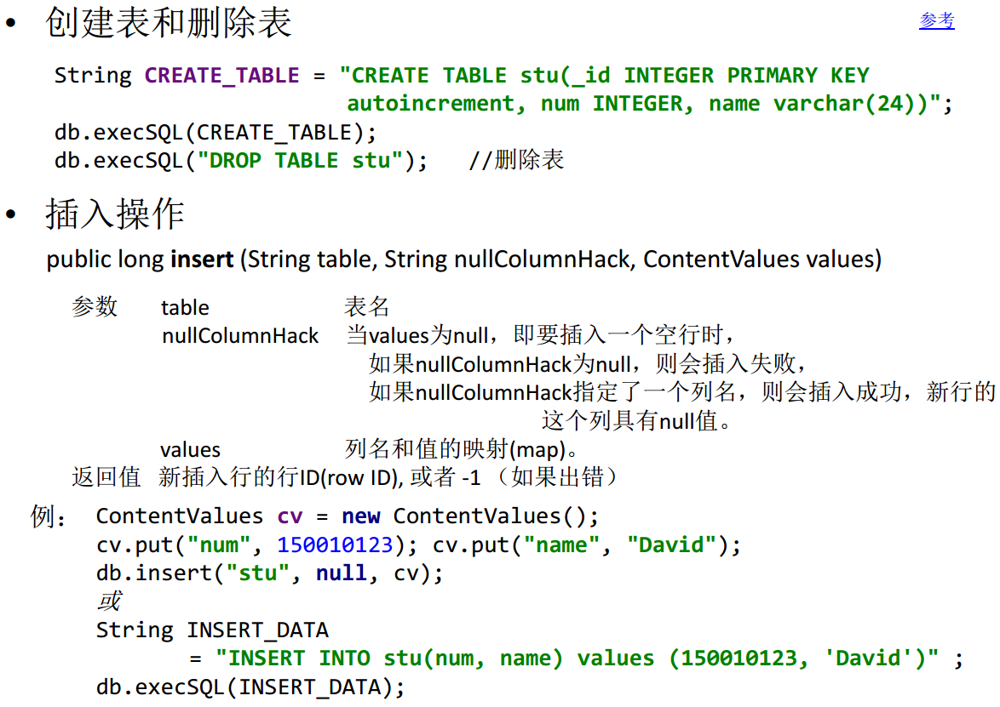 • 创建表和删除表 参考
String CREATE_TABLE = "CREATE TABLE stu(_id INTEGER PRIMARY KEY
autoincrement, num INTEGER, name varchar(24))";
db.execSQL(CREATE_TABLE);
db.execSQL("DROP TABLE stu"); //删除表
• 插入操作
public long insert (String table, String nullColumnHack, ContentValues values)
参数 table 表名
nullColumnHack 当values为null，即要插入一个空行时，
如果nullColumnHack为null，则会插入失败，
如果nullColumnHack指定了一个列名，则会插入成功，新行的
这个列具有null值。
values 列名和值的映射(map)。
返回值 新插入行的行ID(row ID), 或者 -1 （如果出错）
例： ContentValues cv = new ContentValues();
cv.put("num", 150010123); cv.put("name", "David");
db.insert("stu", null, cv);
或
String INSERT_DATA
= "INSERT INTO stu(num, name) values (150010123, 'David')" ;
db.execSQL(INSERT_DATA);